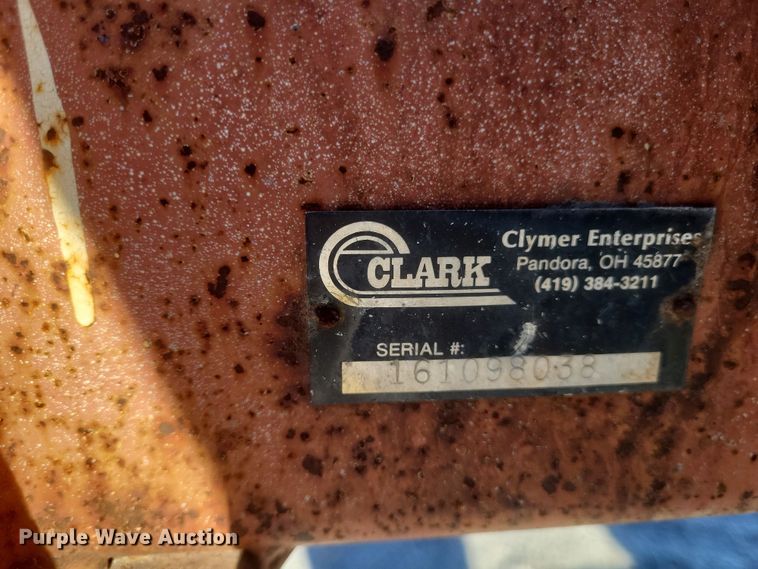 CLARK
Clymer Enterprises
Pandora, OH 45877
(419) 384-3211
SERIAL #:
161098038
Purple Wave Auction